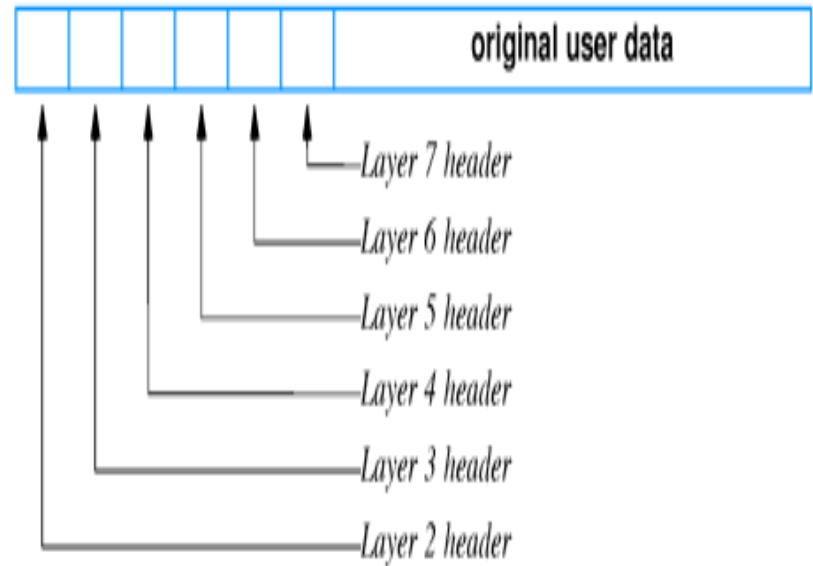 original user data
Layer 7 header
Layer 6 header
Layer 5 header
Layer 4 header
Layer 3 header
Layer 2 header